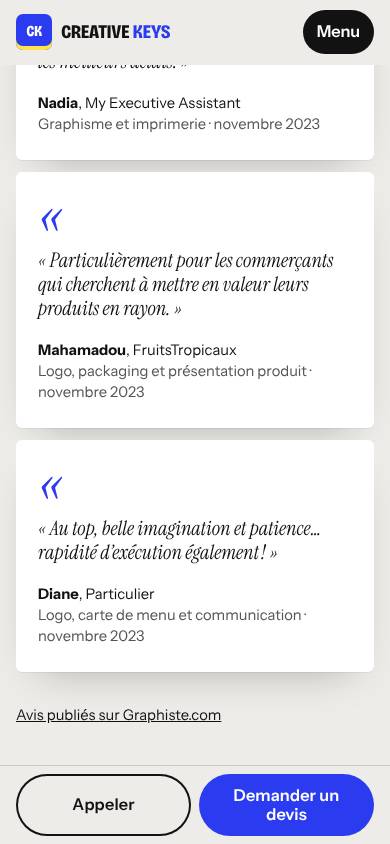 CK CREATIVE KEYS
Menu
les meilleurs délais. »
Nadia, My Executive Assistant
Graphisme et imprimerie · novembre 2023
«
« Particulièrement pour les commerçants
qui cherchent à mettre en valeur leurs
produits en rayon. »
Mahamadou, FruitsTropicaux
Logo, packaging et présentation produit ·
novembre 2023
«
« Au top, belle imagination et patience...
rapidité d’exécution également ! »
Diane, Particulier
Logo, carte de menu et communication ·
novembre 2023
Avis publiés sur Graphiste.com
Appeler
Demander un
devis